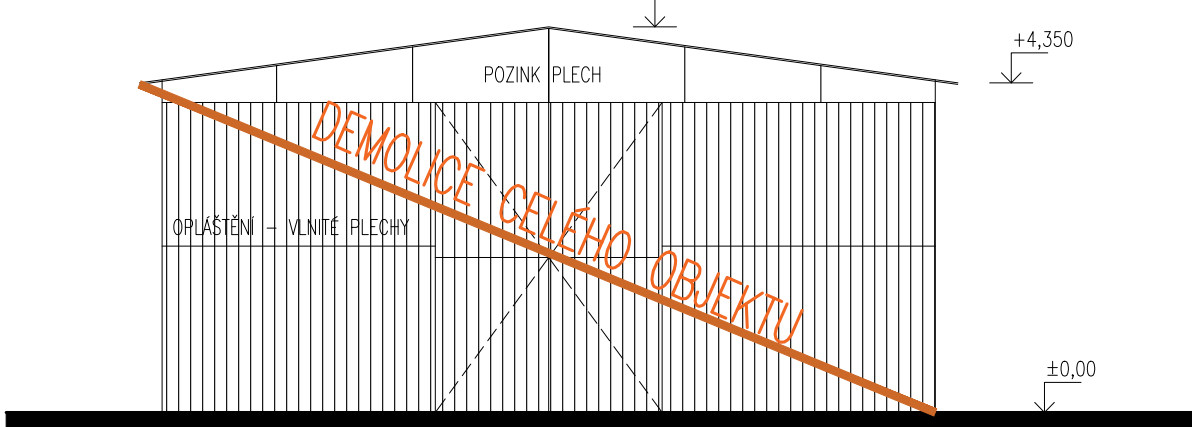 +4,350
POZINK PLECH
DEMOLICE CELÉHO OBJEKTU
OPLÁŠTĚNÍ – VLNITÉ PLECHY
±0,00